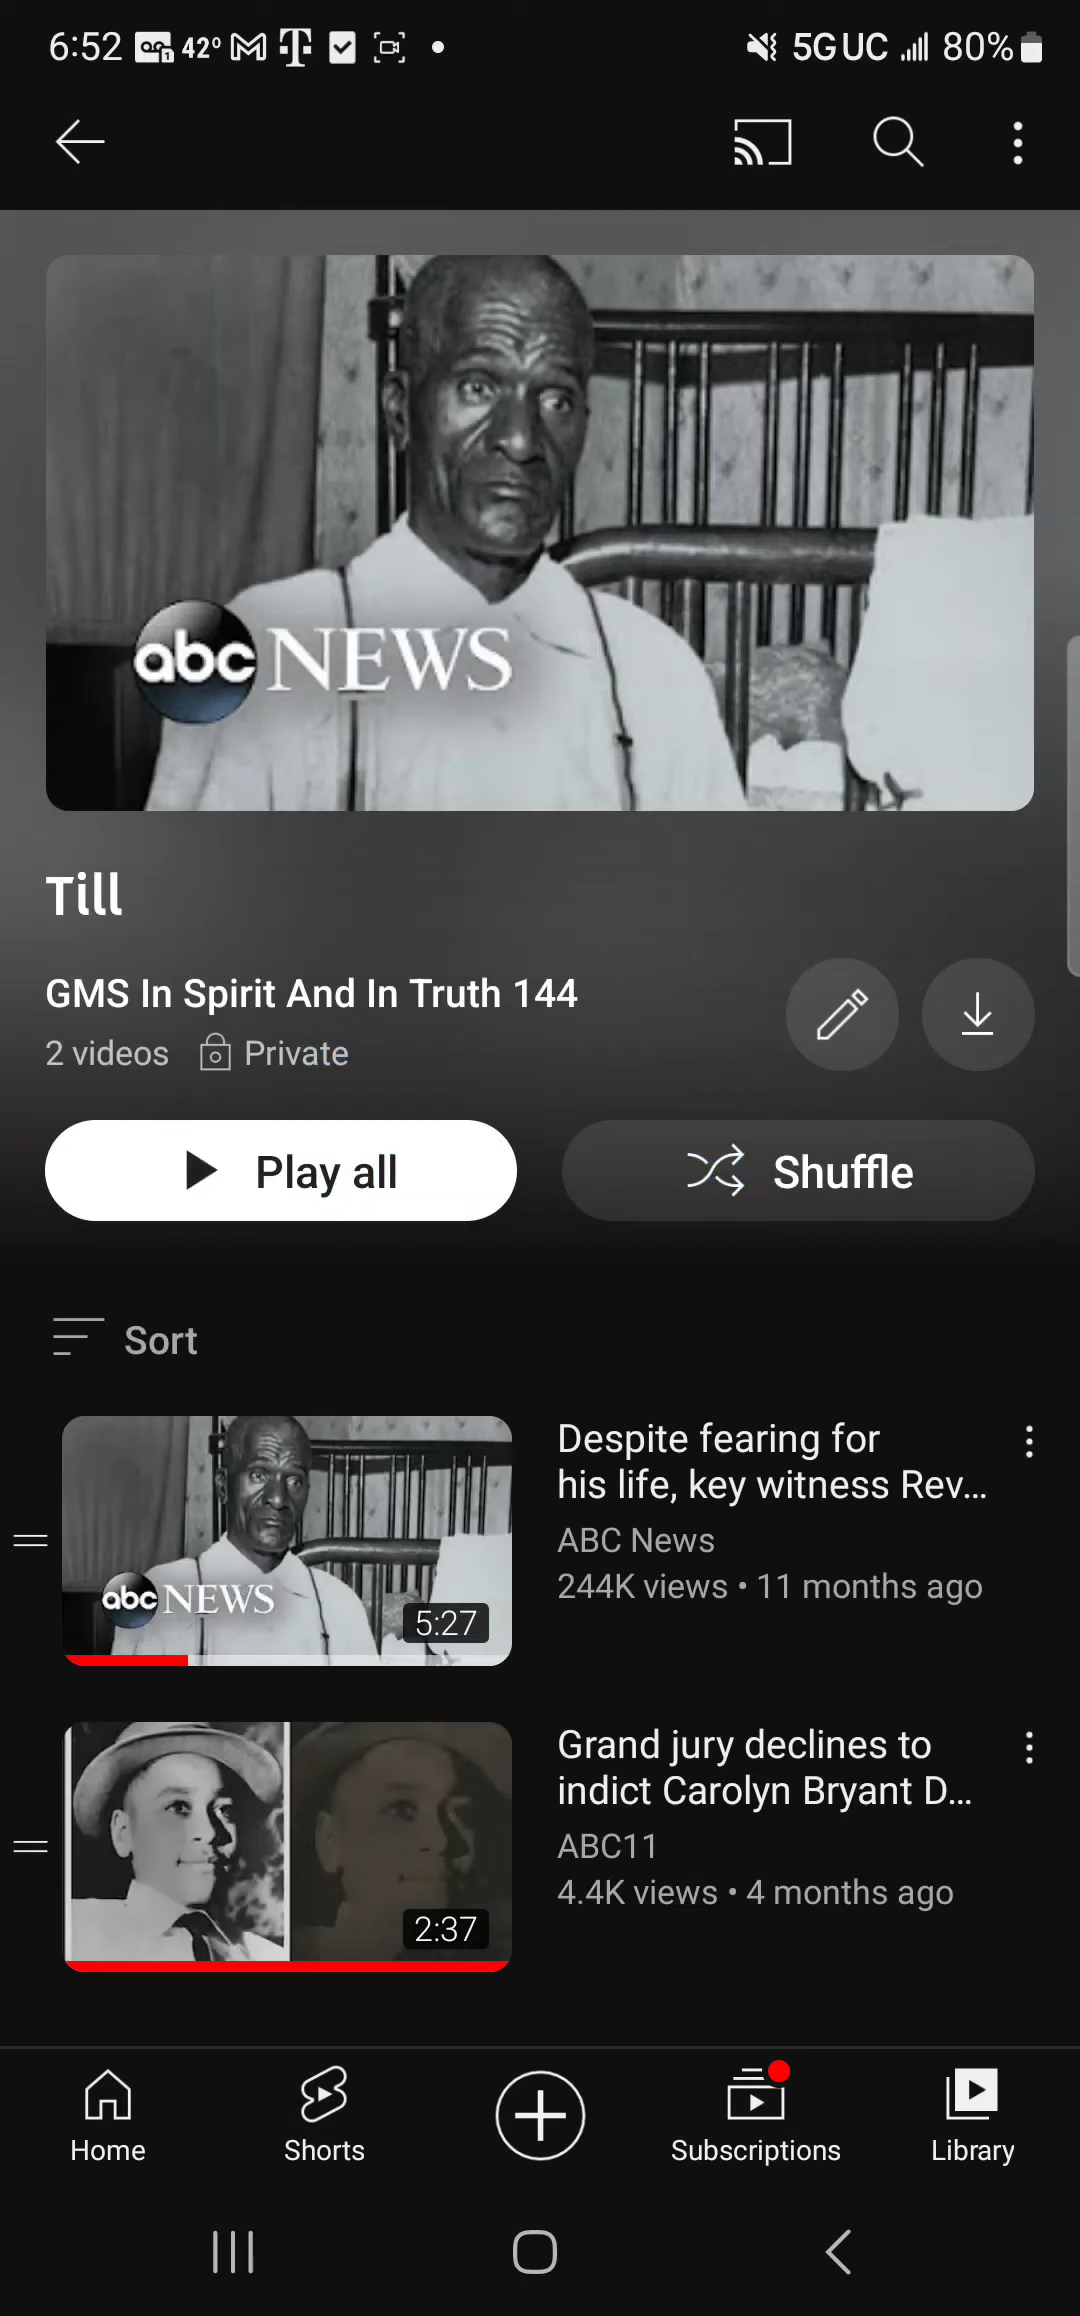 6:52 42° 5G UC 80%
abc NEWS
Till
GMS In Spirit And In Truth 144
2 videos Private
Play all
Shuffle
Sort
Despite fearing for
his life, key witness Rev...
ABC News
244K views • 11 months ago
abc NEWS
5:27
Grand jury declines to
indict Carolyn Bryant D...
ABC11
4.4K views • 4 months ago
2:37
Home
Shorts
Subscriptions
Library